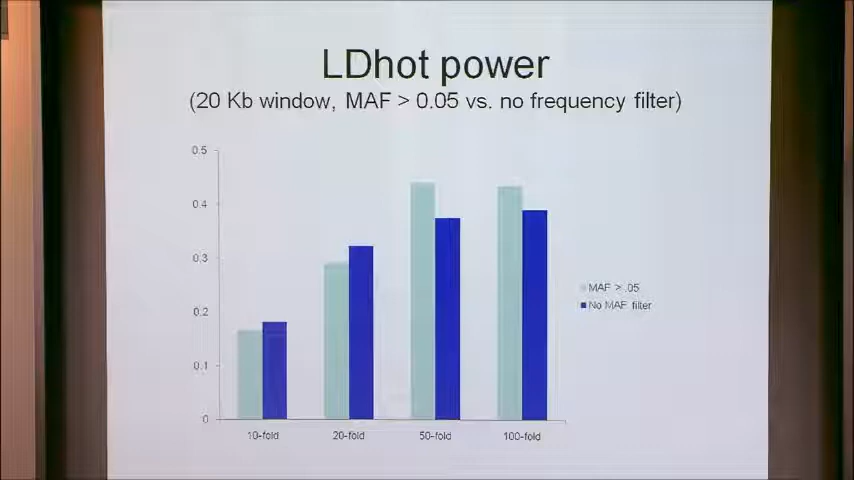 LDhot power
(20 Kb window, MAF > 0.05 vs. no frequency filter)
0.5
0.4
0.3
0.2
0.1
0
10-fold
20-fold
50-fold
100-fold
MAF > .05
No MAF filter